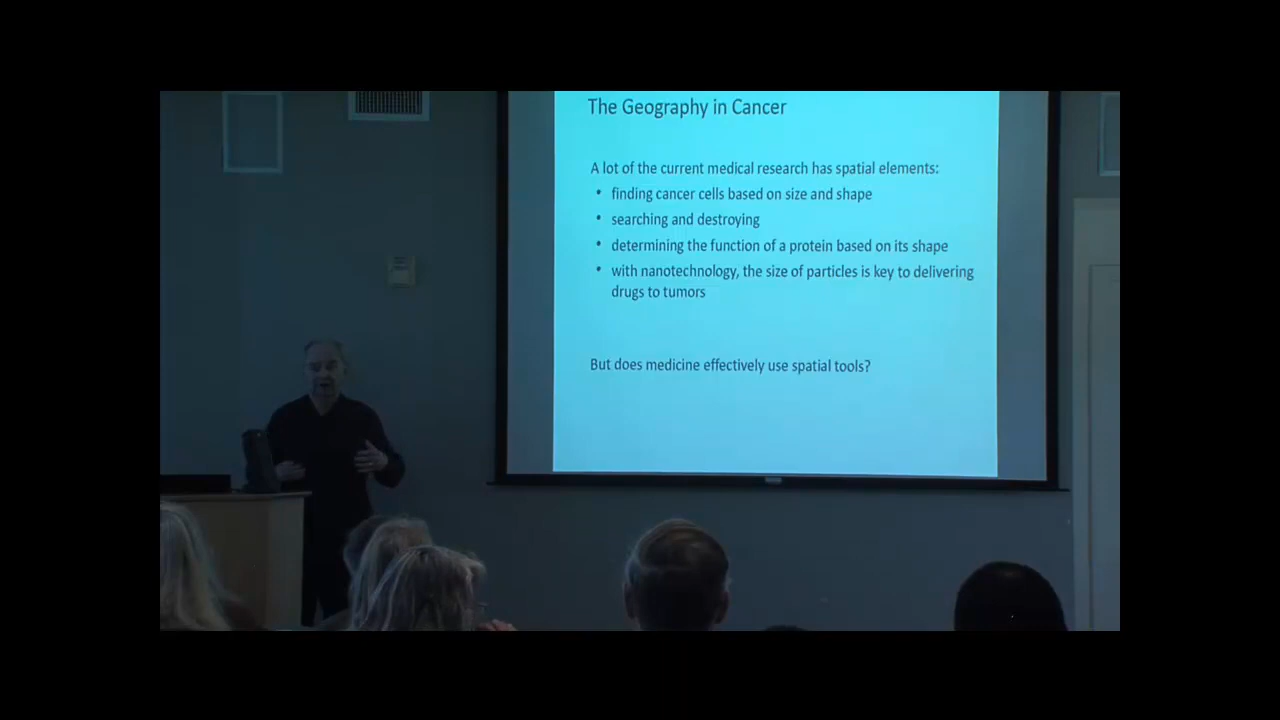 The Geography in Cancer
A lot of the current medical research has spatial elements:
• finding cancer cells based on size and shape
• searching and destroying
• determining the function of a protein based on its shape
• with nanotechnology, the size of particles is key to delivering
drugs to tumors
But does medicine effectively use spatial tools?